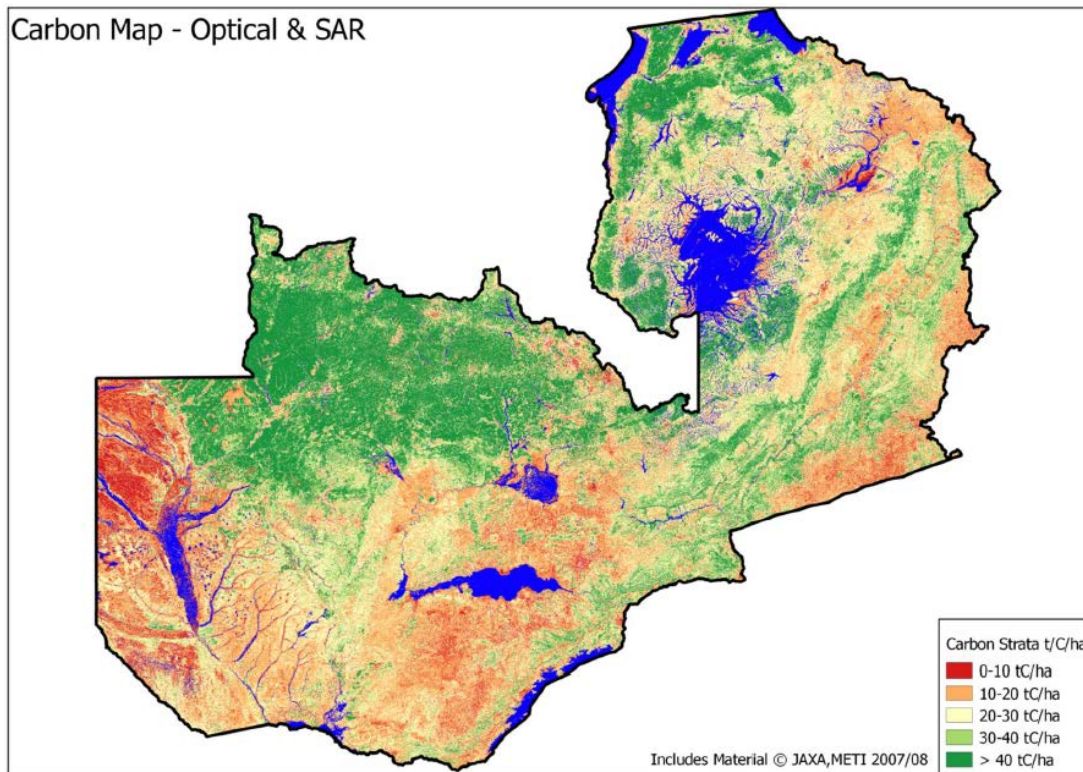 Carbon Map - Optical & SAR
Carbon Strata t/C/ha
0-10 tC/ha
10-20 tC/ha
20-30 tC/ha
30-40 tC/ha
> 40 tC/ha
Includes Material © JAXA,METI 2007/08